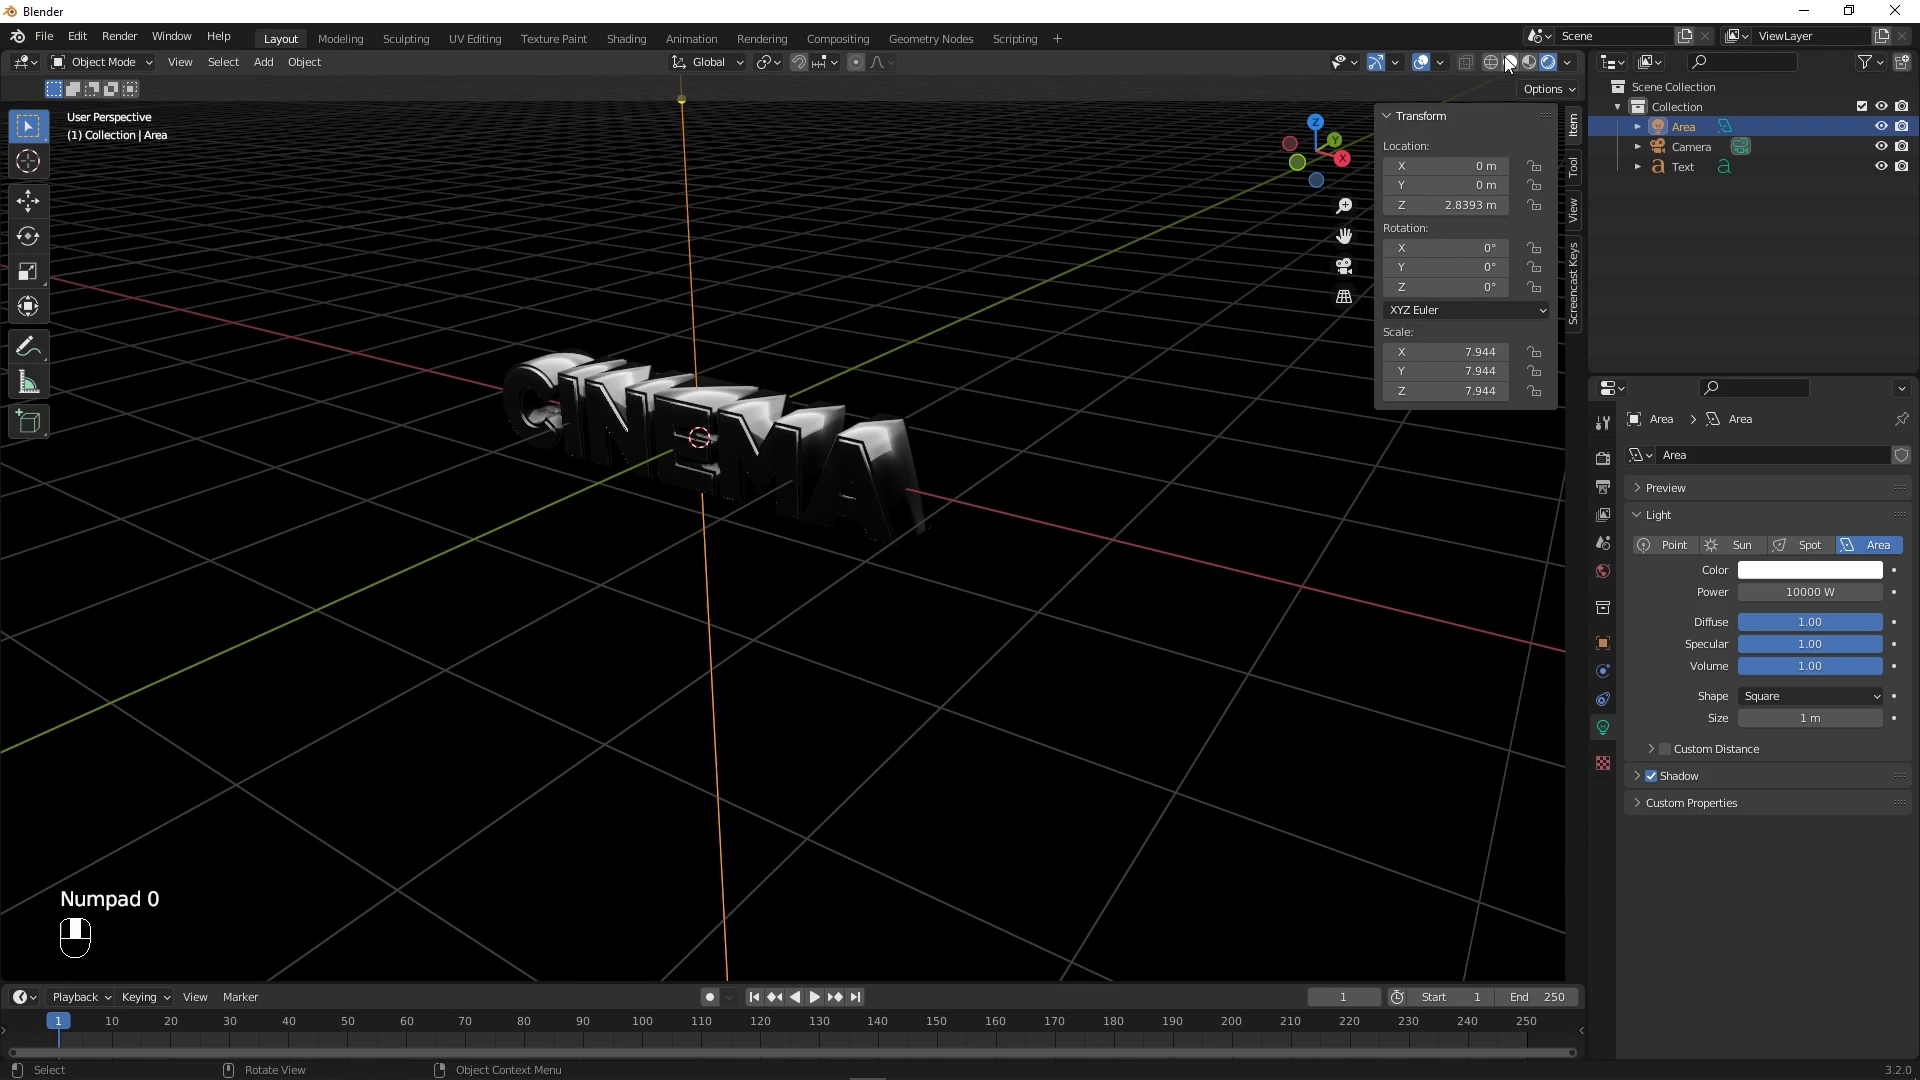 Blender
File Edit Render Window Help Layout Modeling Sculpting UV Editing Texture Paint Shading Animation Rendering Compositing Geometry Nodes Scripting + Scene ViewLayer
Object Mode View Select Add Object Global
Options
User Perspective
(1) Collection | Area
CINEMA
Z
Y
X
Transform
Location:
X 0 m
Y 0 m
Z 2.8393 m
Rotation:
X 0°
Y 0°
Z 0°
XYZ Euler
Scale:
X 7.944
Y 7.944
Z 7.944
Item
Tool
View
Screencast Keys
Scene Collection
Collection
Area
Camera
Text
Area > Area
Area
Preview
Light
Point Sun Spot Area
Color
Power 10000 W
Diffuse 1.00
Specular 1.00
Volume 1.00
Shape Square
Size 1 m
Custom Distance
Shadow
Custom Properties
Numpad 0
Playback Keying View Marker 1 Start 1 End 250
1 10 20 30 40 50 60 70 80 90 100 110 120 130 140 150 160 170 180 190 200 210 220 230 240 250
Select Rotate View Object Context Menu 3.2.0